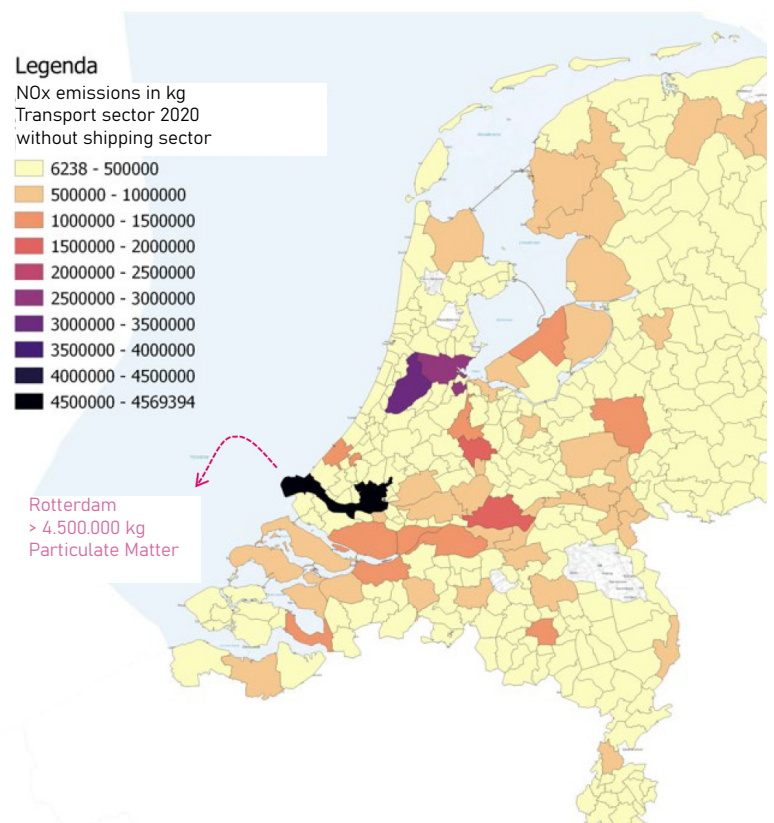 Legenda
NOx emissions in kg
Transport sector 2020
without shipping sector
6238 - 500000
500000 - 1000000
1000000 - 1500000
1500000 - 2000000
2000000 - 2500000
2500000 - 3000000
3000000 - 3500000
3500000 - 4000000
4000000 - 4500000
4500000 - 4569394
Rotterdam
> 4.500.000 kg
Particulate Matter